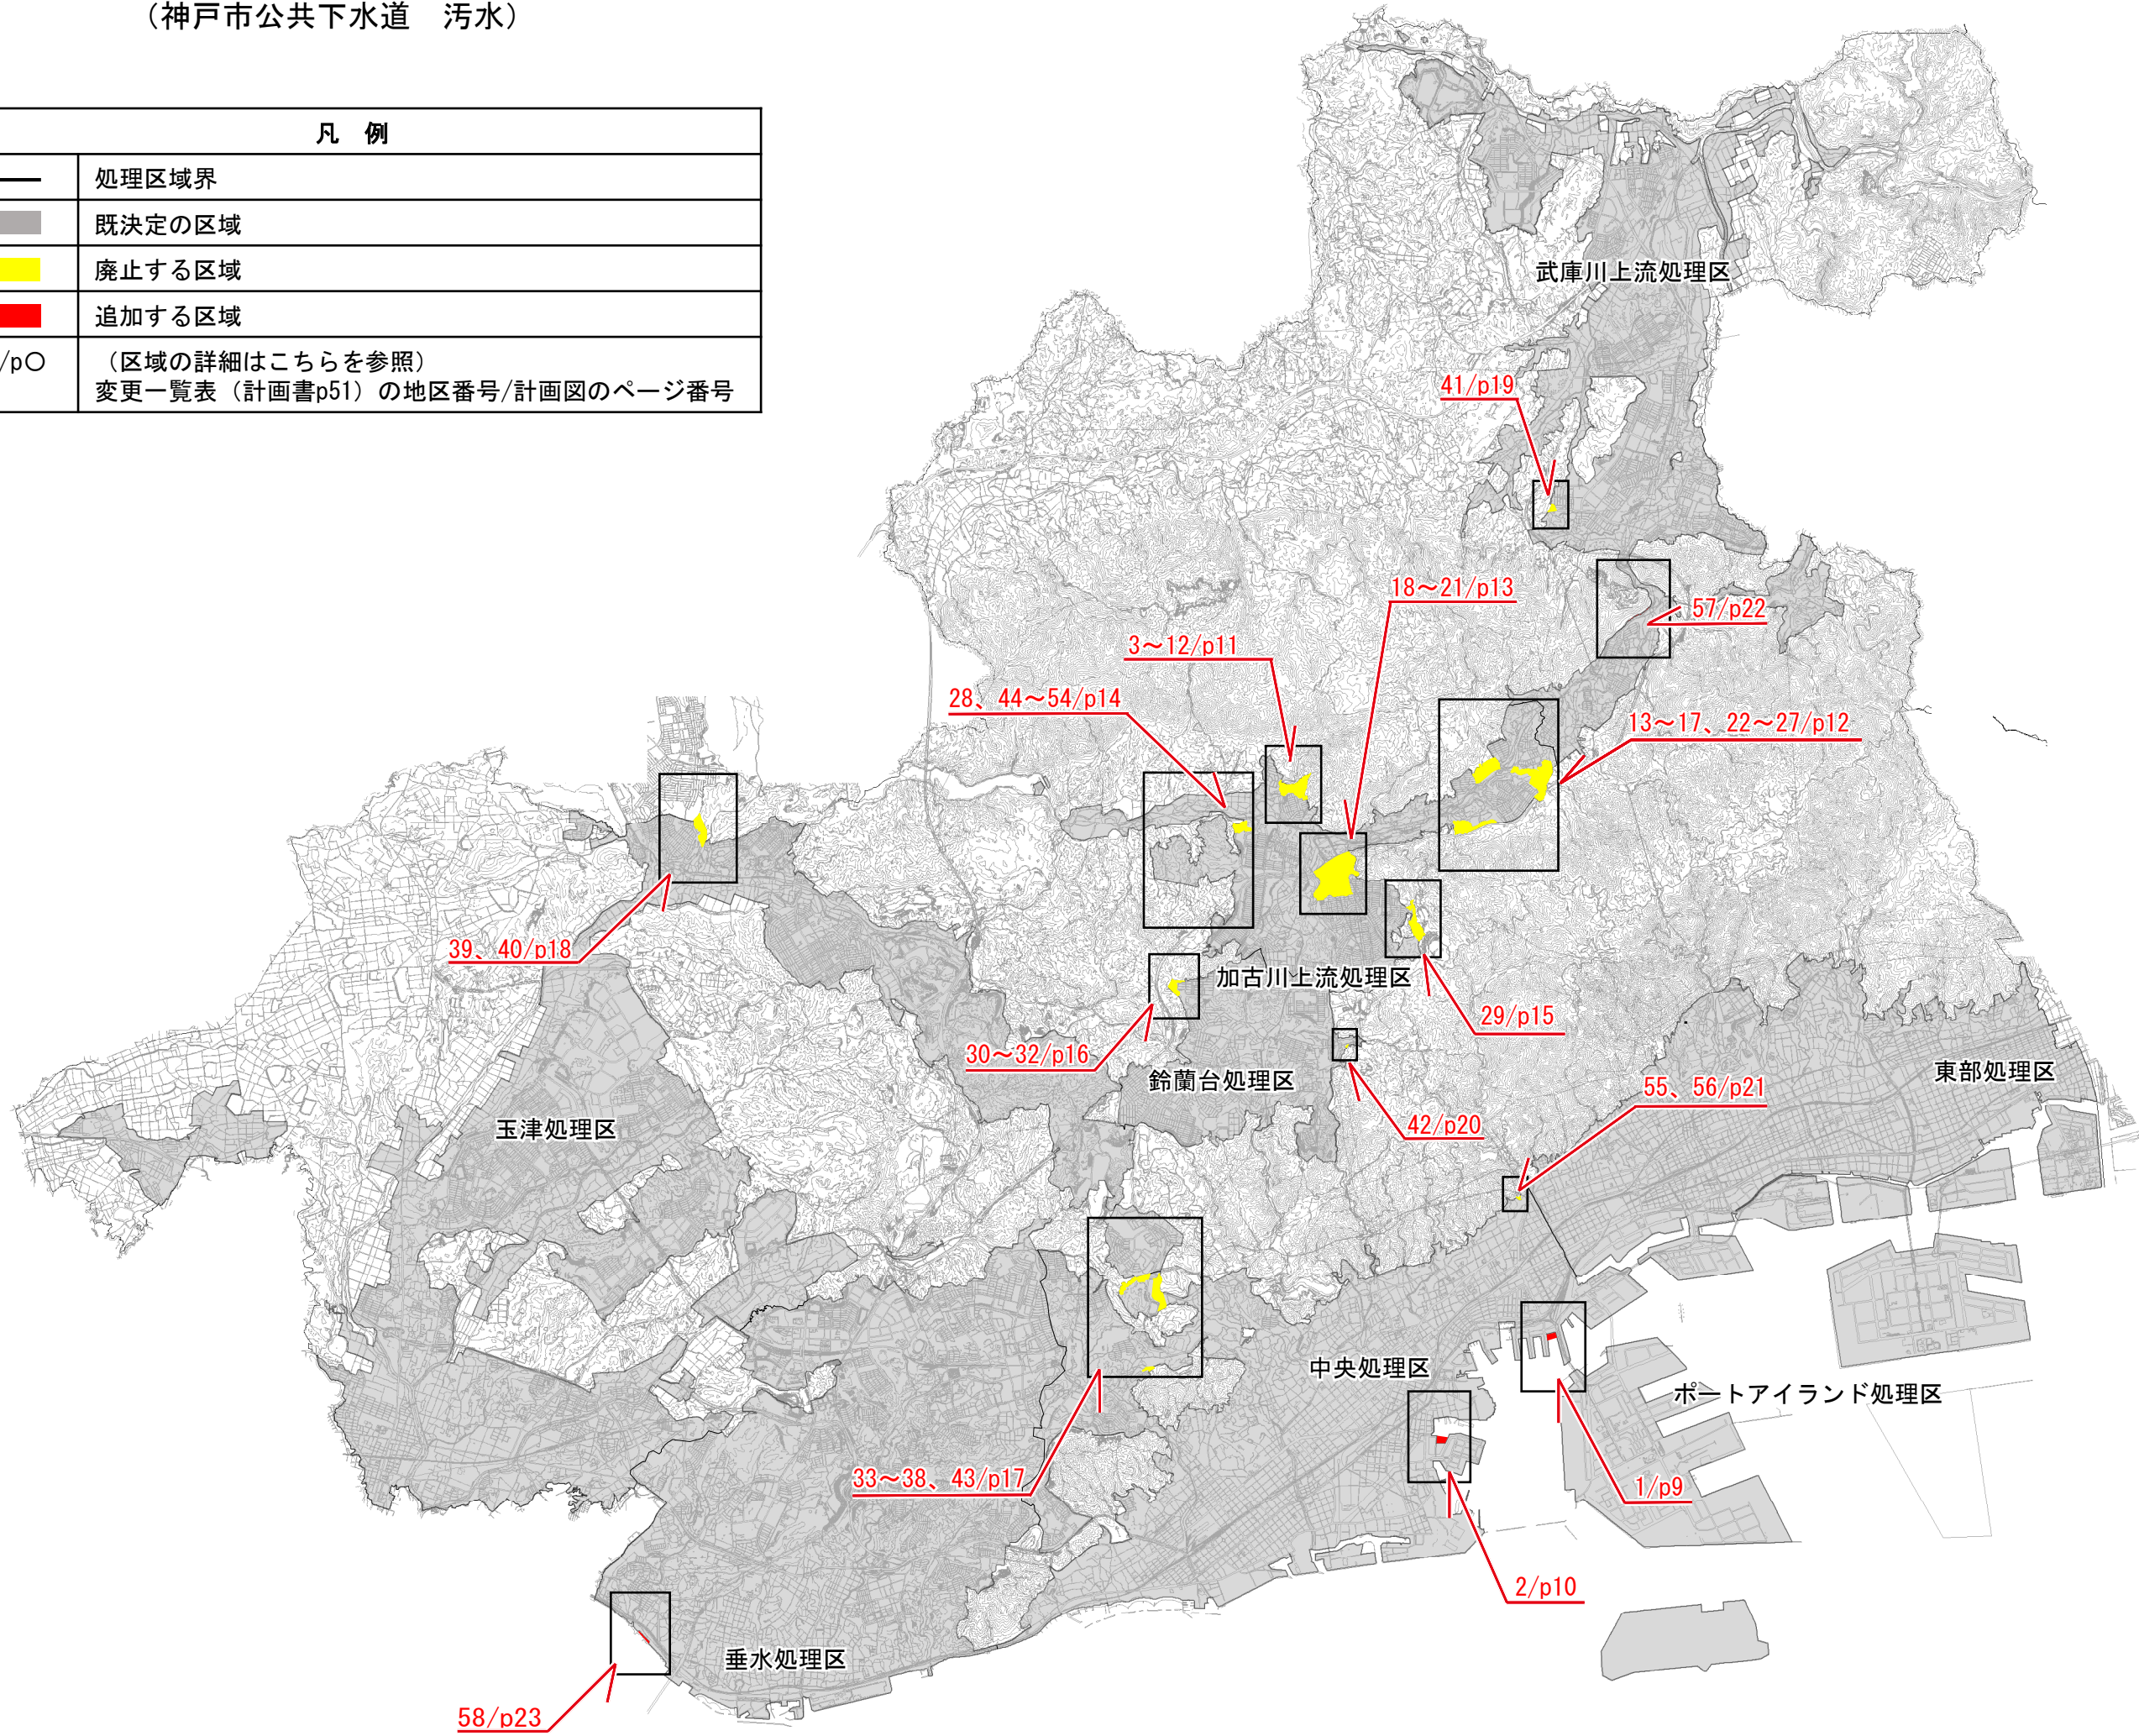 （神戸市公共下水道　汚水）
凡　例
処理区域界
既決定の区域
廃止する区域
追加する区域
/p〇
（区域の詳細はこちらを参照）
変更一覧表（計画書p51）の地区番号/計画図のページ番号
武庫川上流処理区
41/p19
18～21/p13
57/p22
3～12/p11
28、44～54/p14
13～17、22～27/p12
39、40/p18
加古川上流処理区
29/p15
30～32/p16
鈴蘭台処理区
東部処理区
55、56/p21
42/p20
玉津処理区
中央処理区
ポートアイランド処理区
33～38、43/p17
1/p9
2/p10
垂水処理区
58/p23